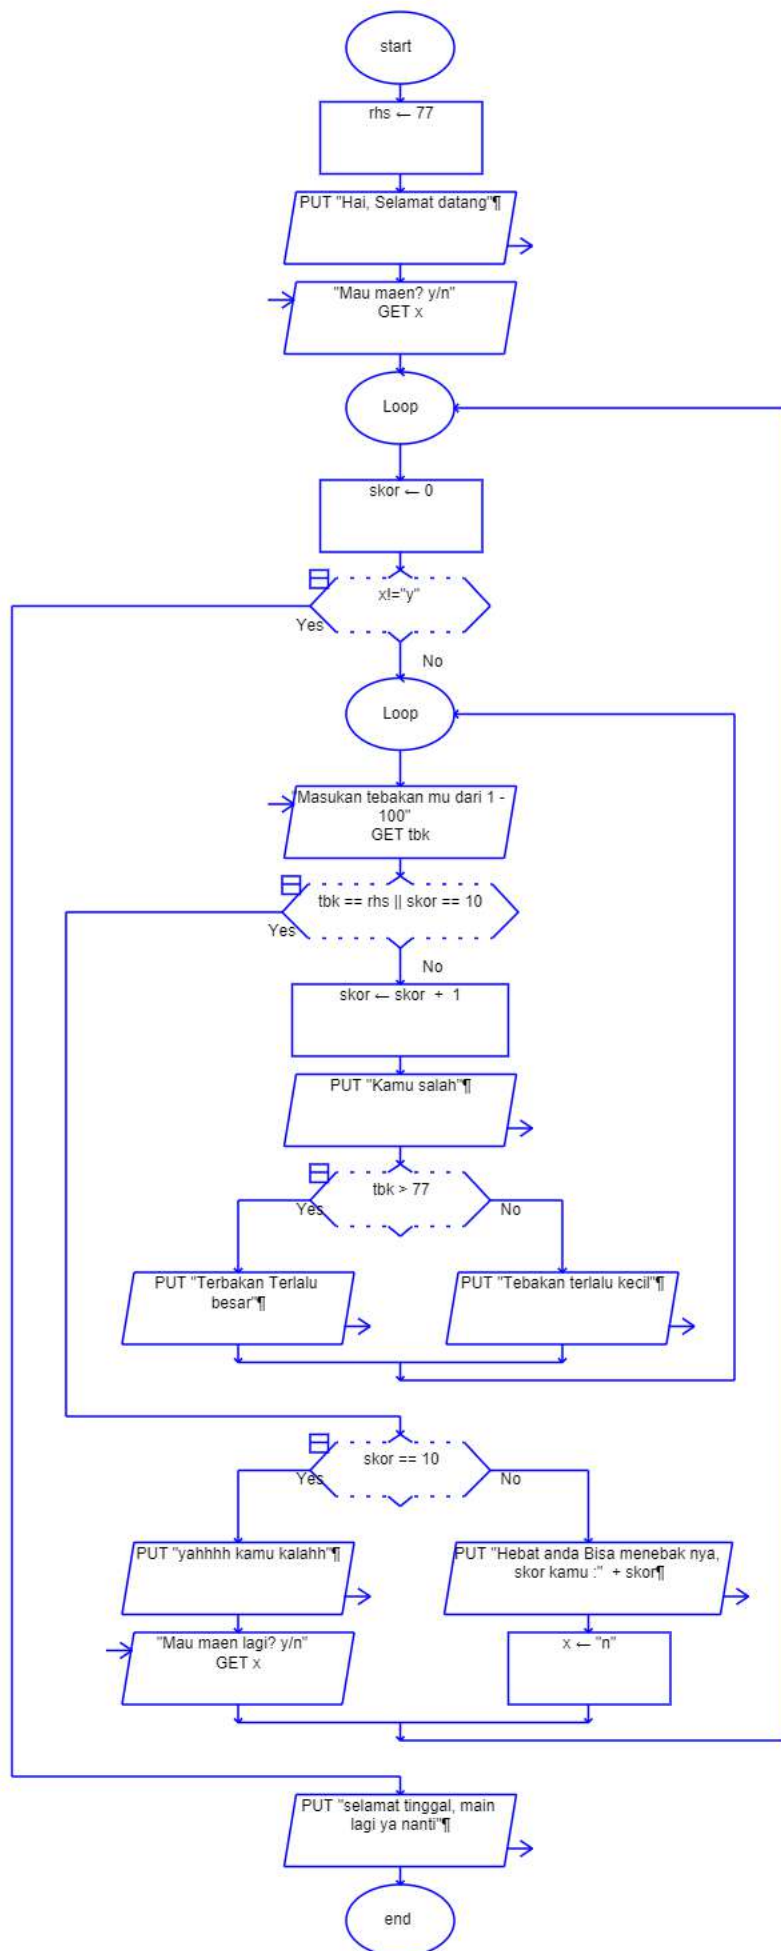 start
rhs ← 77
PUT "Hai, Selamat datang"¶
"Mau maen? y/n"
GET x
Loop
skor ← 0
x!="y"
Yes
No
Loop
"Masukan tebakan mu dari 1 -
100"
GET tbk
tbk == rhs || skor == 10
Yes
No
skor ← skor + 1
PUT "Kamu salah"¶
tbk > 77
Yes
No
PUT "Terbakan Terlalu
besar"¶
PUT "Tebakan terlalu kecil"¶
skor == 10
Yes
No
PUT "yahhhh kamu kalahh"¶
PUT "Hebat anda Bisa menebak nya,
skor kamu :" + skor¶
"Mau maen lagi? y/n"
GET x
x ← "n"
PUT "selamat tinggal, main
lagi ya nanti"¶
end